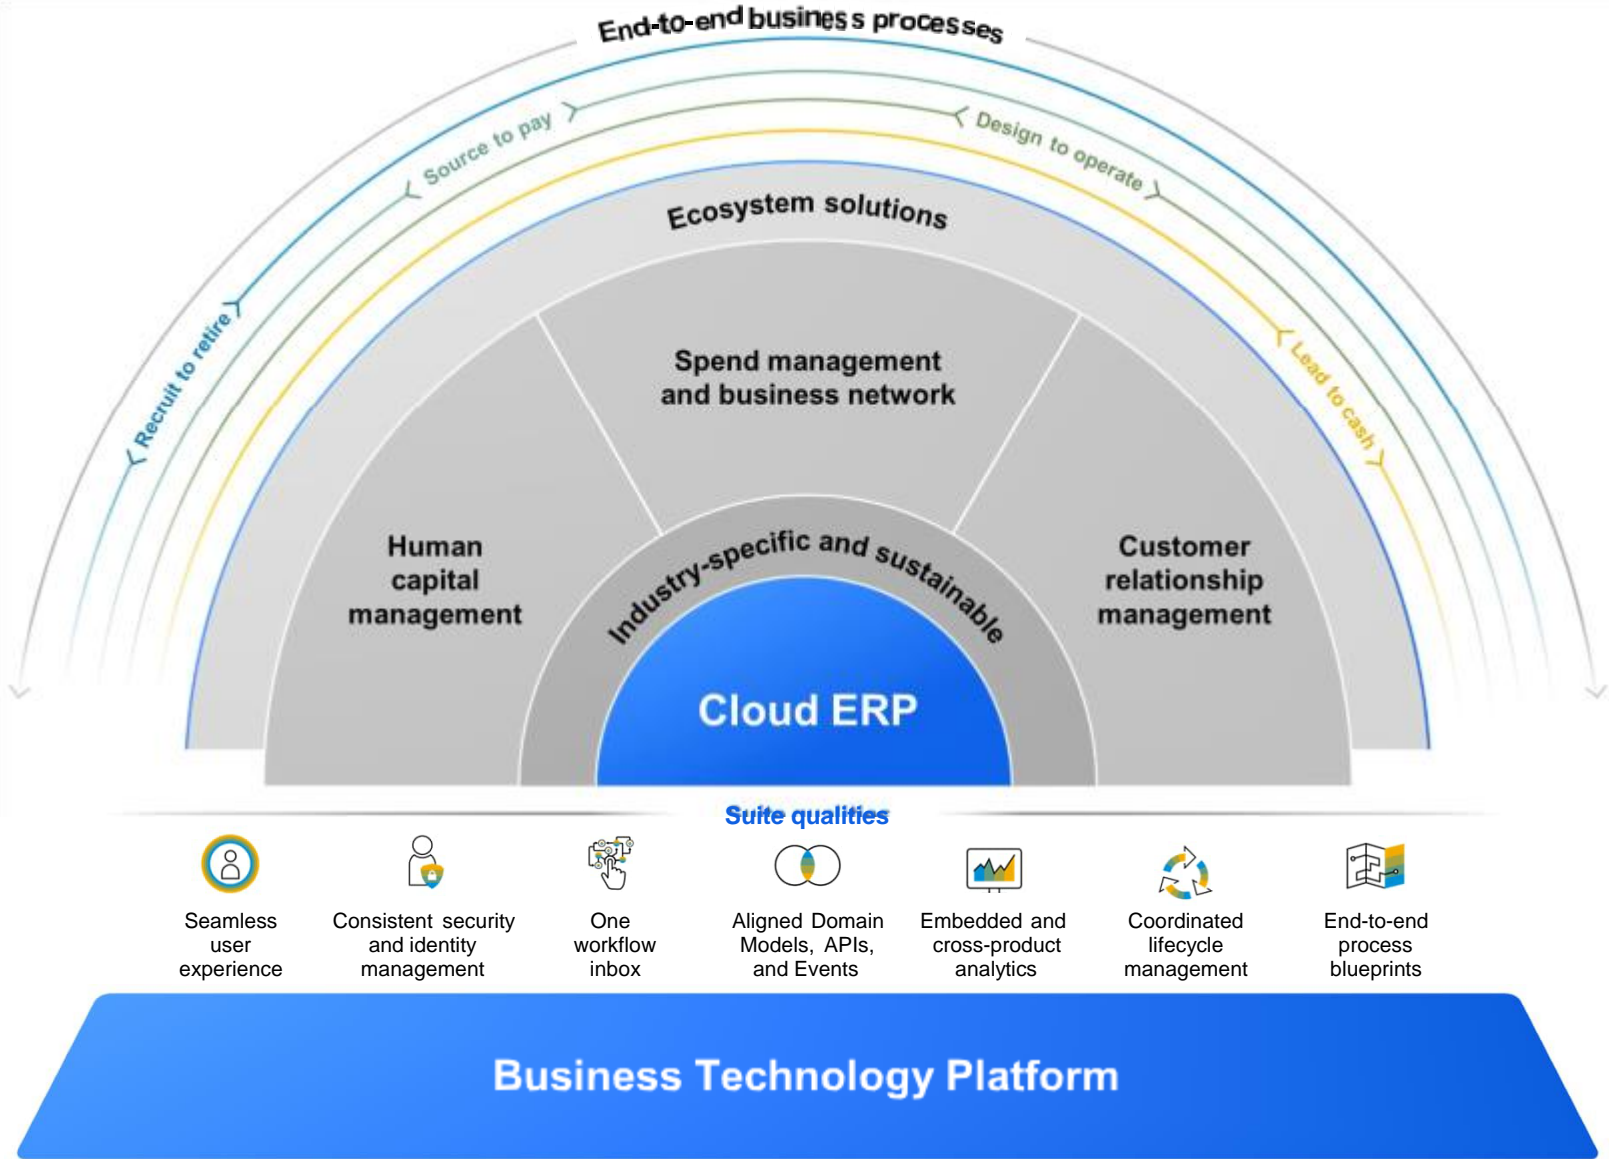 End-to-end business processes
Source to pay
Design to operate
Recruit to retire
Lead to cash
Ecosystem solutions
Spend management
and business network
Human
capital
management
Customer
relationship
management
Industry-specific and sustainable
Cloud ERP
Suite qualities
Seamless
user
experience
Consistent security
and identity
management
One
workflow
inbox
Aligned Domain
Models, APIs,
and Events
Embedded and
cross-product
analytics
Coordinated
lifecycle
management
End-to-end
process
blueprints
Business Technology Platform